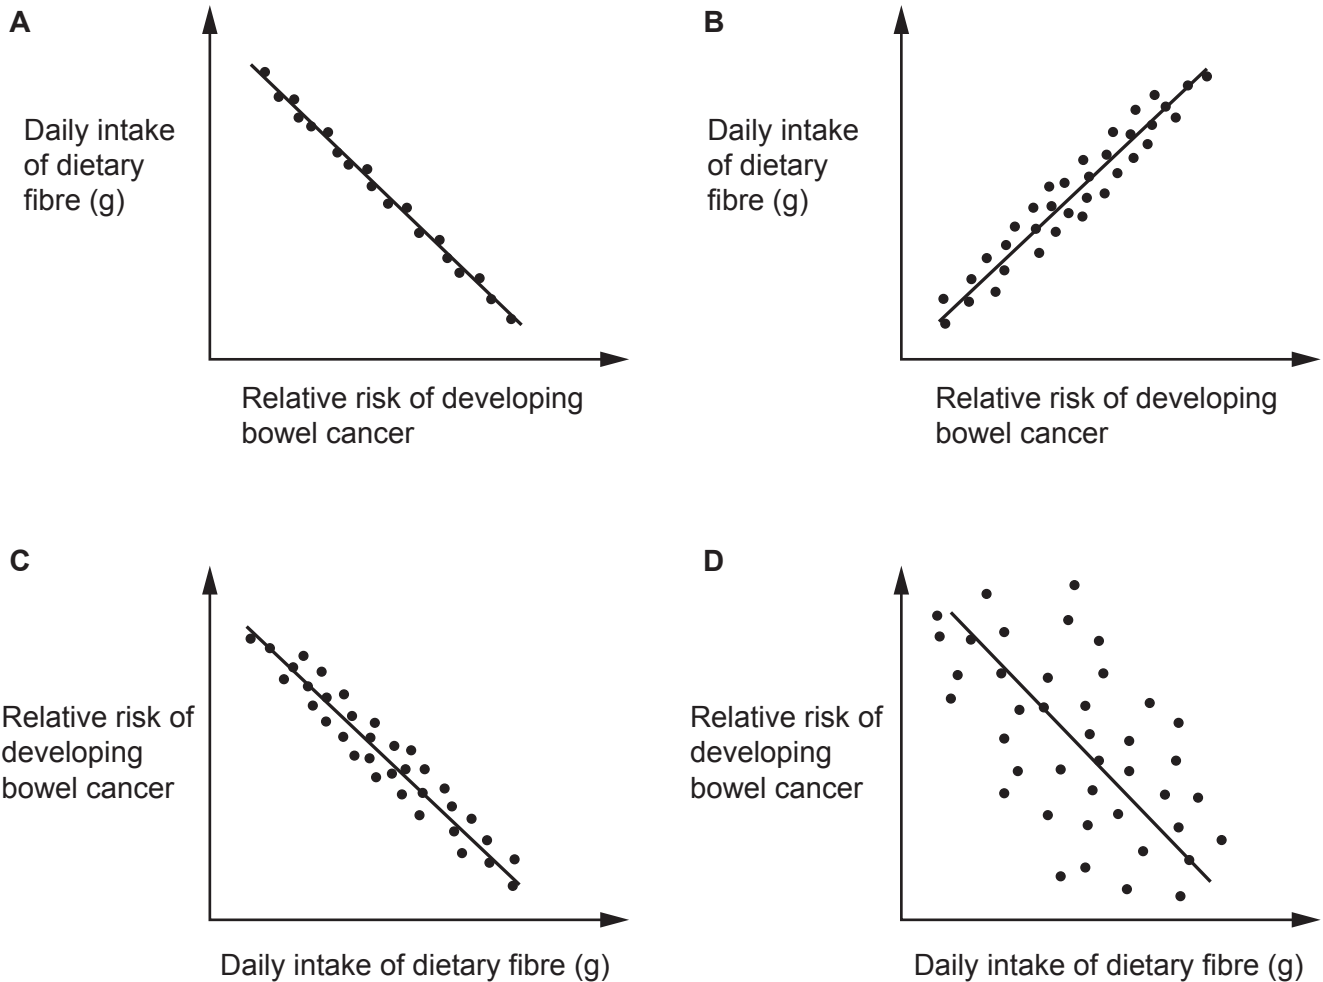 A
Daily intake
of dietary
fibre (g)
Relative risk of developing
bowel cancer
B
Daily intake
of dietary
fibre (g)
Relative risk of developing
bowel cancer
C
Relative risk of
developing
bowel cancer
Daily intake of dietary fibre (g)
D
Relative risk of
developing
bowel cancer
Daily intake of dietary fibre (g)